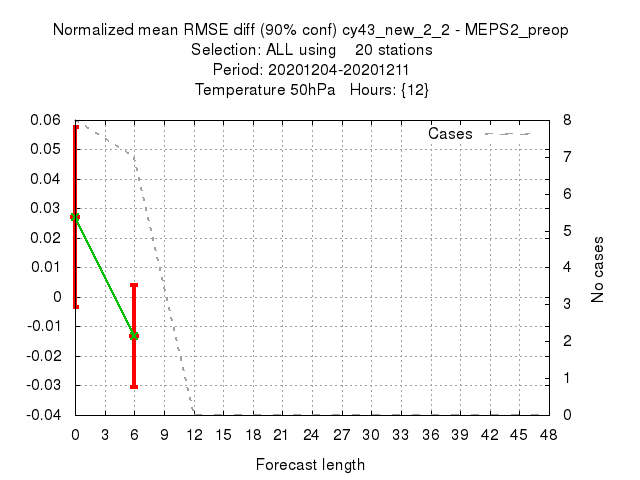 Normalized mean RMSE diff (90% conf) cy43_new_2_2 - MEPS2_preop
Selection: ALL using 20 stations
Period: 20201204-20201211
Temperature 50hPa Hours: {12}
0.06
0.05
0.04
0.03
0.02
0.01
0
-0.01
-0.02
-0.03
-0.04
Cases
8
7
6
5
4
3
2
1
0
No cases
0 3 6 9 12 15 18 21 24 27 30 33 36 39 42 45 48
Forecast length